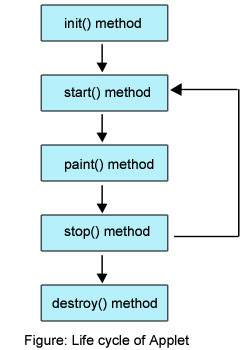 init() method
start() method
paint() method
stop() method
destroy() method
Figure: Life cycle of Applet